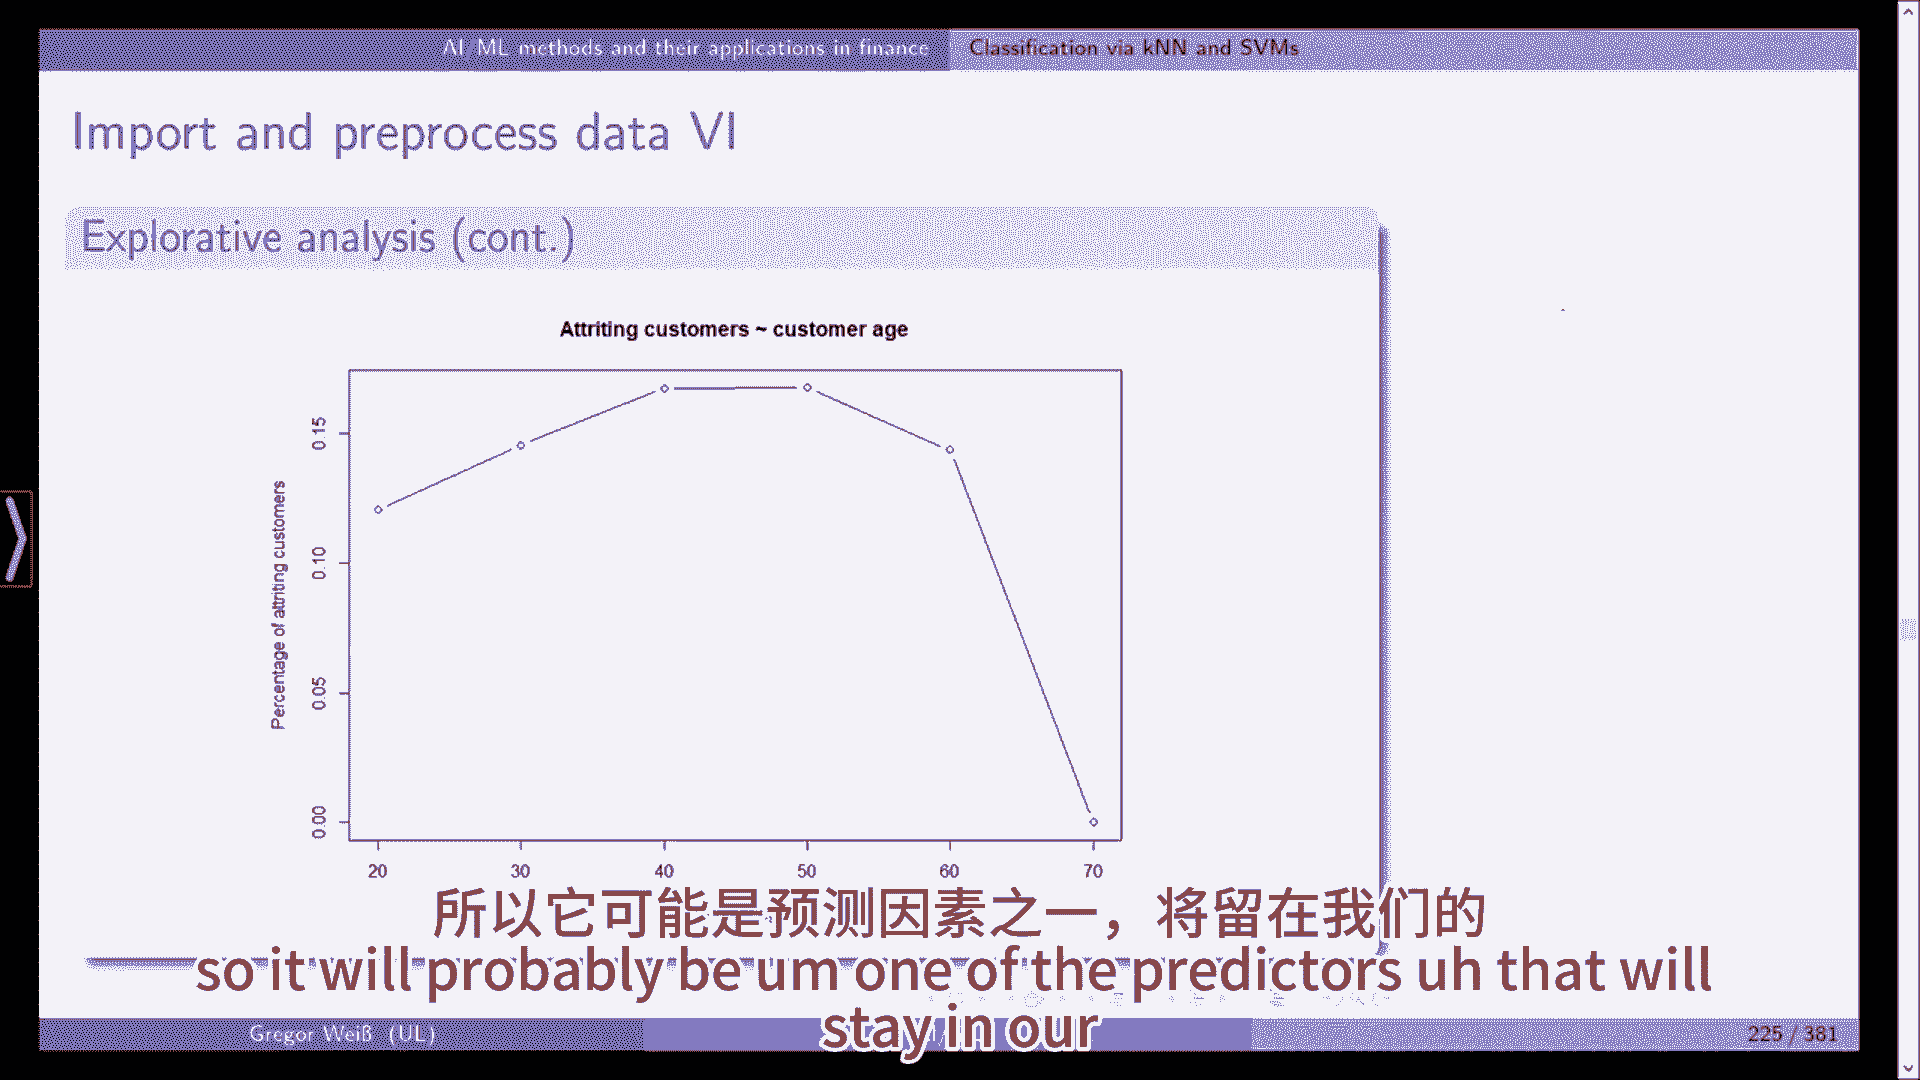 AI ML methods and their applications in finance
Classification via kNN and SVMs
Import and preprocess data VI
Explorative analysis (cont.)
Attriting customers ~ customer age
Percentage of attriting customers
0.15
0.10
0.05
0.00
20 30 40 50 60 70
所以它可能是预测因素之一，将留在我们的
so it will probably be um one of the predictors uh that will
stay in our
Gregor Weiß (UL)
225 / 381